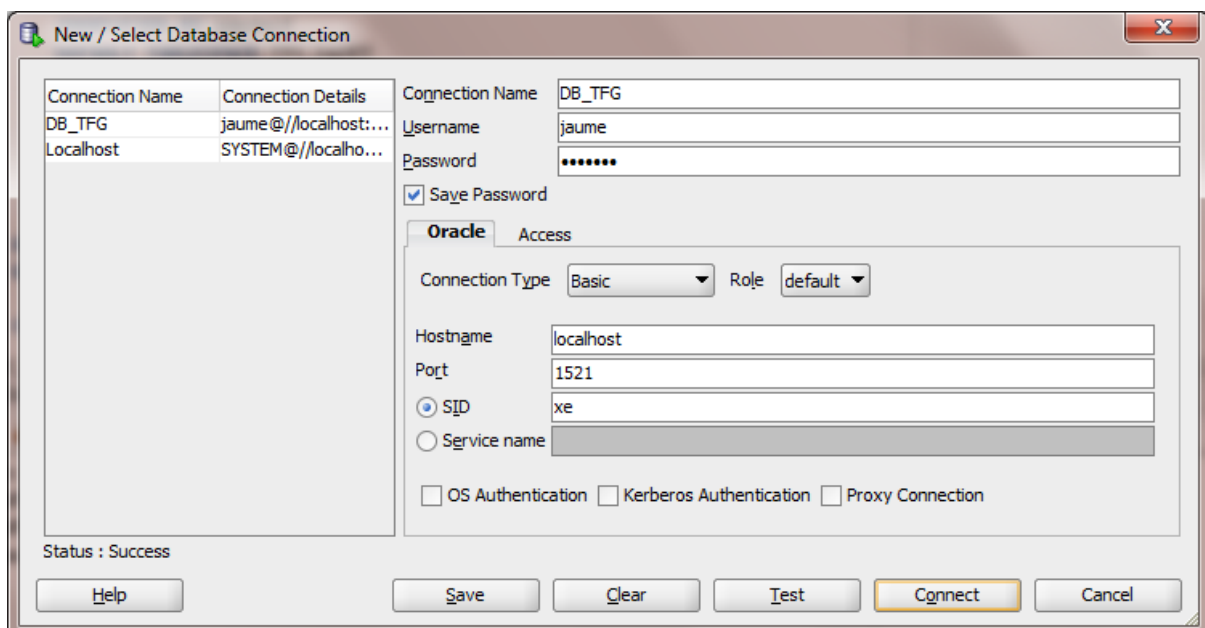 New / Select Database Connection
Connection Name Connection Details
DB_TFG jaume@//localhost:...
Localhost SYSTEM@//localho...
Connection Name DB_TFG
Username jaume
Password •••••••
Save Password
Oracle Access
Connection Type Basic Role default
Hostname localhost
Port 1521
SID xe
Service name
OS Authentication Kerberos Authentication Proxy Connection
Status : Success
Help Save Clear Test Connect Cancel